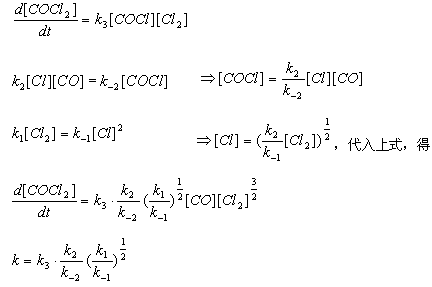 d[COCl₂]/dt = k₃[COCl][Cl₂]
k₂[Cl][CO] = k₋₂[COCl] ⇒ [COCl] = k₂/k₋₂ [Cl][CO]
k₁[Cl₂] = k₋₁[Cl]² ⇒ [Cl] = (k₂/k₋₁ [Cl₂])^(1/2) ，代入上式，得
d[COCl₂]/dt = k₃ · k₂/k₋₂ (k₁/k₋₁)^(1/2) [CO][Cl₂]^(3/2)
k = k₃ · k₂/k₋₂ (k₁/k₋₁)^(1/2)